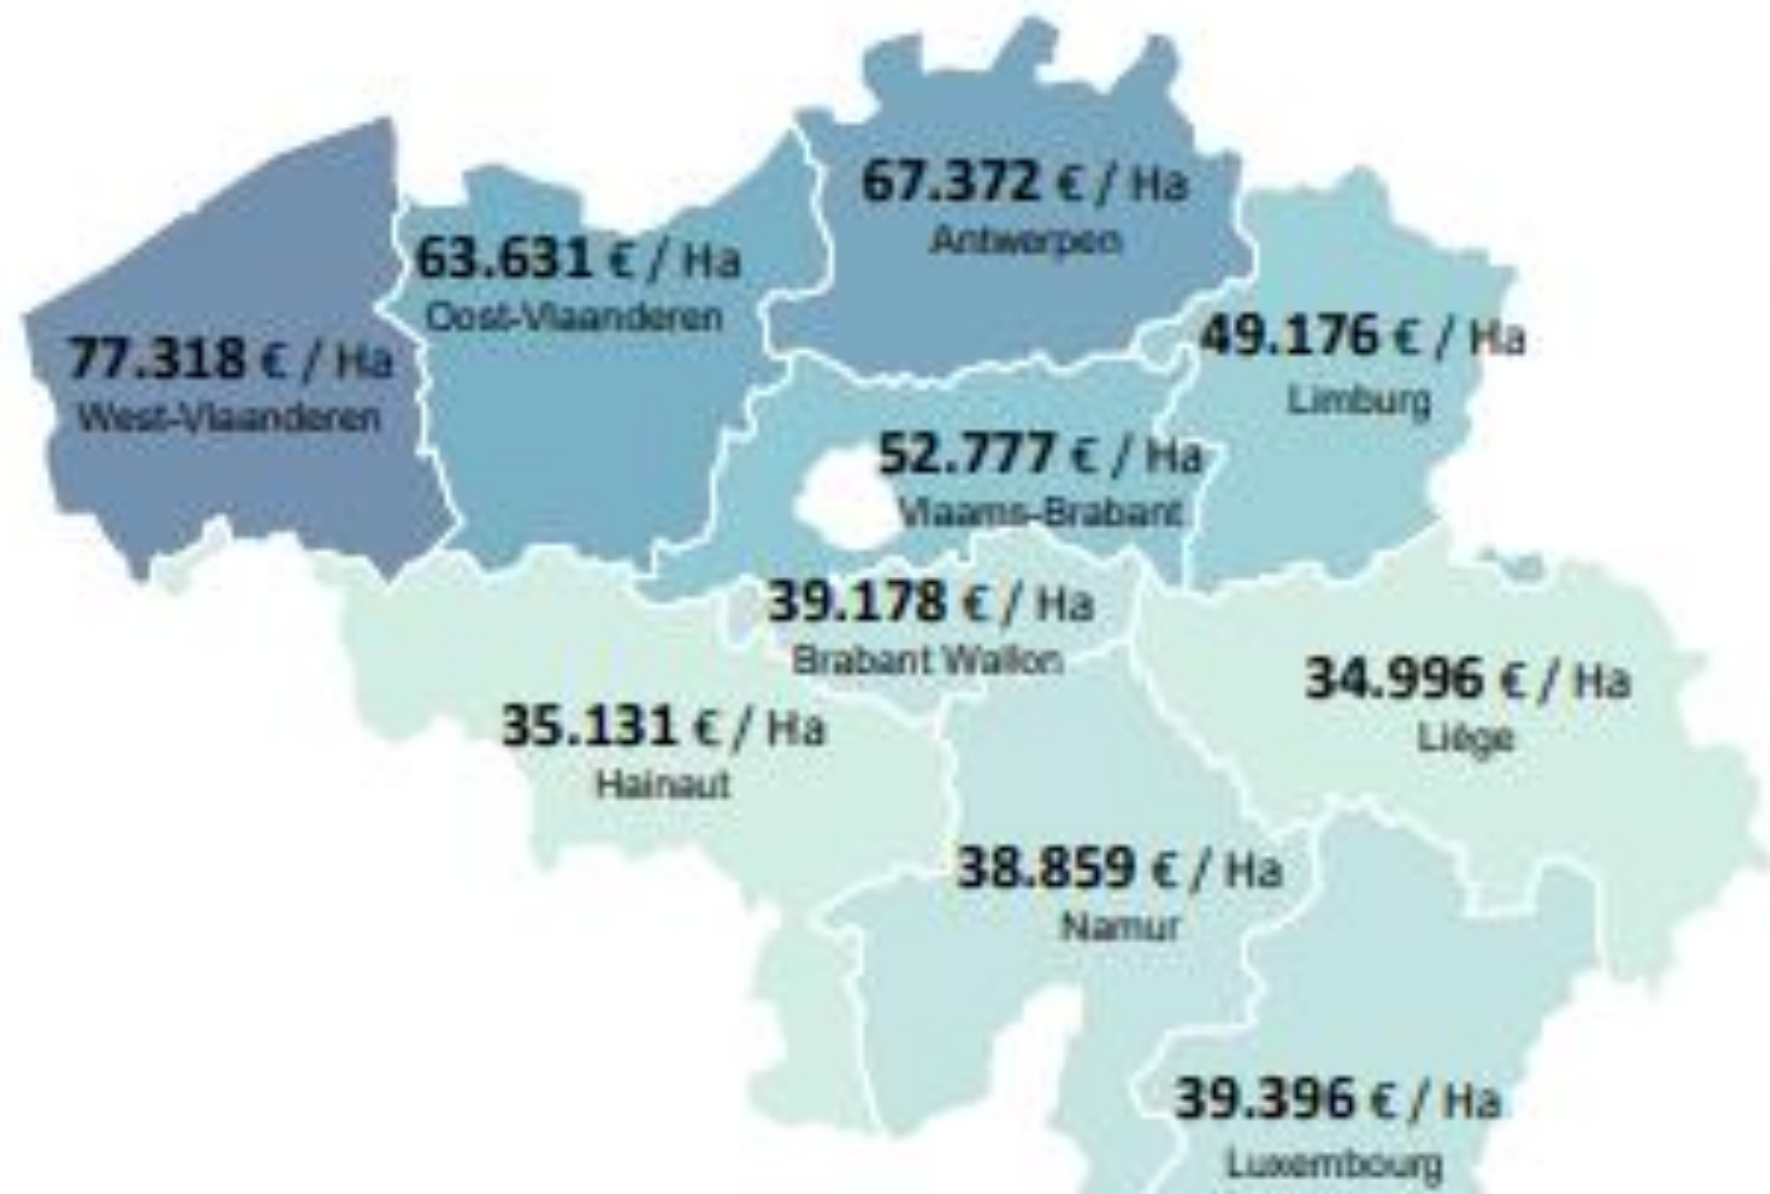 67.372 € / Ha
Antwerpen
63.631 € / Ha
Oost-Vlaanderen
49.176 € / Ha
Limburg
77.318 € / Ha
West-Vlaanderen
52.777 € / Ha
Vlaams-Brabant
39.178 € / Ha
Brabant Wallon
34.996 € / Ha
Liège
35.131 € / Ha
Hainaut
38.859 € / Ha
Namur
39.396 € / Ha
Luxembourg